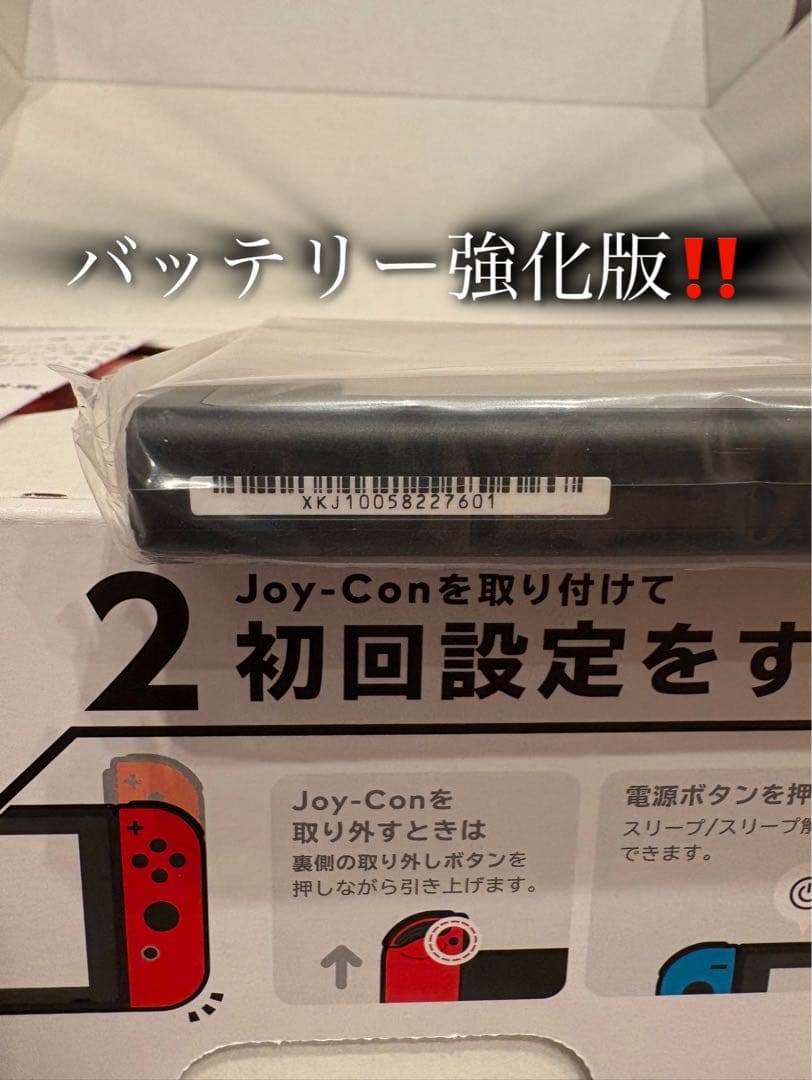 バッテリー強化版‼
XKJ10058227601
2
Joy-Conを取り付けて
初回設定をす
Joy-Conを
取り外すときは
裏側の取り外しボタンを
押しながら引き上げます。
電源ボタンを押
スリープ/スリープ解
できます。